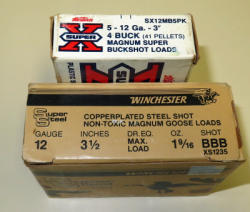 Winchester
SX12MB5PK
5 - 12 Ga. - 3"
4 BUCK (41 PELLETS)
MAGNUM SUPER
BUCKSHOT LOADS
SUPER
X
WINCHESTER
Super Steel
COPPERPLATED STEEL SHOT
NON-TOXIC MAGNUM GOOSE LOADS
GAUGE INCHES DR.EQ. OZ. SHOT
12 3½ MAX. LOAD 1 9/16 BBB
XS1235